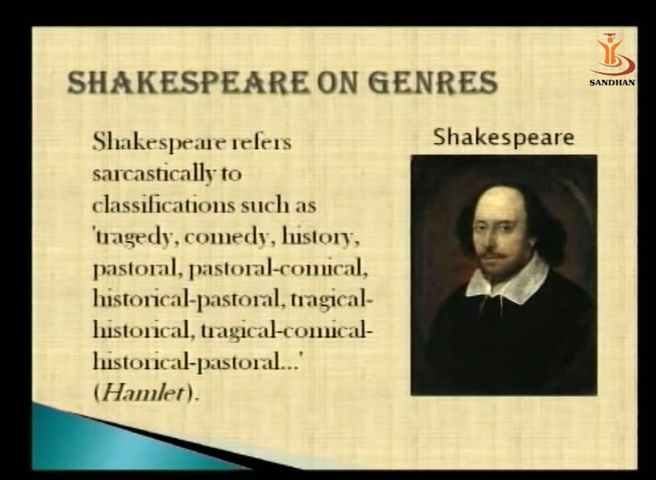 SHAKESPEARE ON GENRES
SANDHAN
Shakespeare refers
sarcastically to
classifications such as
'tragedy, comedy, history,
pastoral, pastoral-comical,
historical-pastoral, tragical-
historical, tragical-comical-
historical-pastoral...'
(Hamlet).
Shakespeare